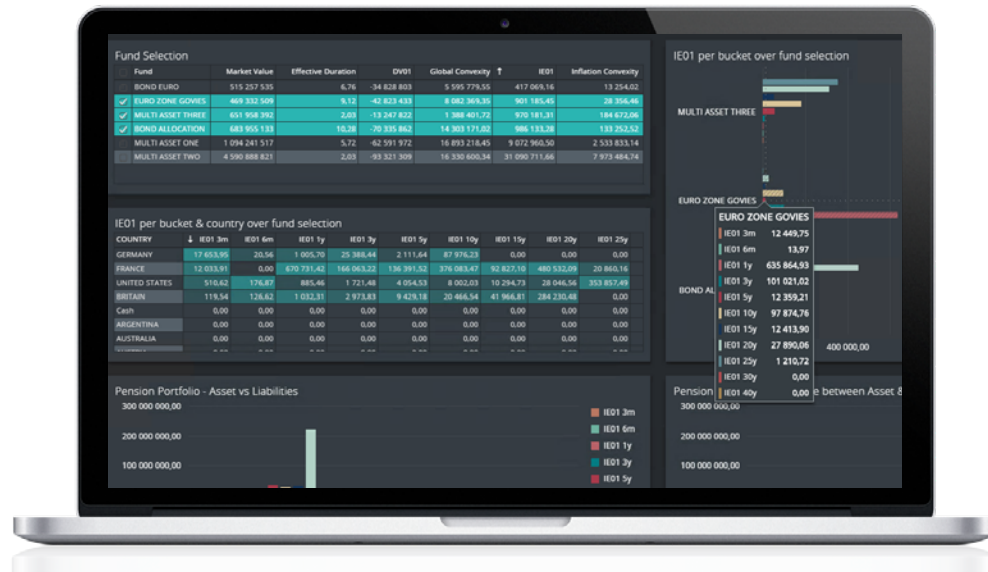 Fund Selection
Fund Market Value Effective Duration DV01 Global Convexity ↑ IE01 Inflation Convexity
BOND EURO 515 257 535 6,76 -34 828 803 5 595 779,55 417 069,16 13 254,02
EURO ZONE GOVIES 469 332 509 9,12 -42 823 433 8 082 369,35 901 185,45 28 356,46
MULTI ASSET THREE 651 958 392 2,03 -13 247 822 1 388 401,72 970 181,31 184 672,06
BOND ALLOCATION 683 955 133 10,28 -70 335 862 14 303 171,02 986 133,28 133 252,52
MULTI ASSET ONE 1 094 241 517 5,72 -62 591 972 16 893 218,45 9 072 960,50 2 533 833,14
MULTI ASSET TWO 4 590 888 821 2,03 -93 321 309 16 330 600,34 31 090 711,66 7 973 484,74
IE01 per bucket & country over fund selection
COUNTRY ↓ IE01 3m IE01 6m IE01 1y IE01 3y IE01 5y IE01 10y IE01 15y IE01 20y IE01 25y
GERMANY 17 653,95 20,56 1 005,70 25 388,44 2 111,64 87 976,23 0,00 0,00 0,00
FRANCE 12 033,91 0,00 670 731,42 166 063,22 136 391,52 376 083,47 92 827,10 480 532,09 20 860,16
UNITED STATES 510,62 176,87 885,46 1 721,48 4 054,53 8 002,03 10 294,73 28 046,56 353 857,49
BRITAIN 119,54 126,62 1 032,31 2 973,83 9 429,18 20 466,54 41 966,81 284 230,48 0,00
Cash 0,00 0,00 0,00 0,00 0,00 0,00 0,00 0,00 0,00
ARGENTINA 0,00 0,00 0,00 0,00 0,00 0,00 0,00 0,00 0,00
AUSTRALIA 0,00 0,00 0,00 0,00 0,00 0,00 0,00 0,00 0,00
Pension Portfolio - Asset vs Liabilities
300 000 000,00
200 000 000,00
100 000 000,00
IE01 3m
IE01 6m
IE01 1y
IE01 3y
IE01 5y
IE01 per bucket over fund selection
MULTI ASSET THREE
EURO ZONE GOVIES
BOND AL
400 000,00
EURO ZONE GOVIES
IE01 3m 12 449,75
IE01 6m 13,97
IE01 1y 635 864,93
IE01 3y 101 021,02
IE01 5y 12 359,21
IE01 10y 97 874,76
IE01 15y 12 413,90
IE01 20y 27 890,06
IE01 25y 1 210,72
IE01 30y 0,00
IE01 40y 0,00
Pension e between Asset &
300 000 000,00
200 000 000,00
100 000 000,00